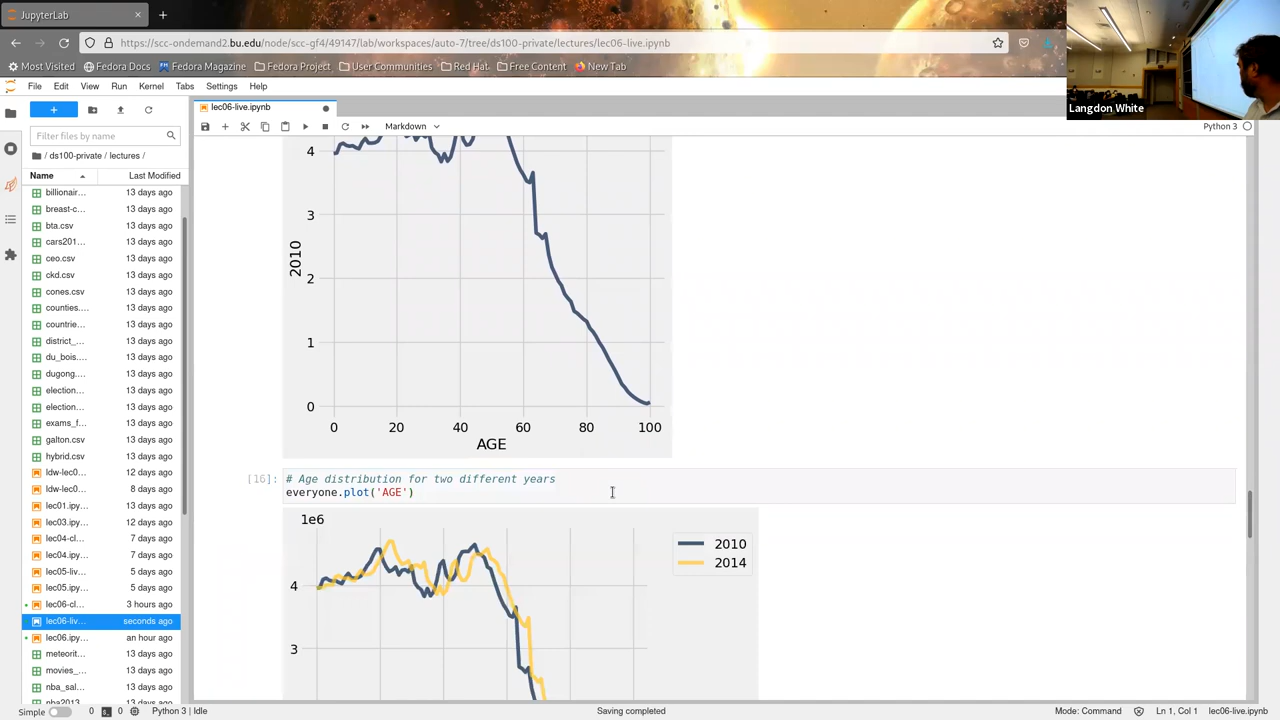 JupyterLab
https://scc-ondemand2.bu.edu/node/scc-gf4/49147/lab/workspaces/auto-7/tree/ds100-private/lectures/lec06-live.ipynb
Most Visited Fedora Docs Fedora Magazine Fedora Project User Communities Red Hat Free Content New Tab
Langdon White
File Edit View Run Kernel Tabs Settings Help
lec06-live.ipynb
Markdown
Python 3
Filter files by name
/ ds100-private / lectures /
Name Last Modified
billionair... 13 days ago
breast-c... 13 days ago
bta.csv 13 days ago
cars201... 13 days ago
ceo.csv 13 days ago
ckd.csv 13 days ago
cones.csv 13 days ago
counties.... 13 days ago
countrie... 13 days ago
district_... 13 days ago
du_bois.... 13 days ago
dugong.... 13 days ago
election... 13 days ago
election... 13 days ago
exams_f... 13 days ago
galton.csv 13 days ago
hybrid.csv 13 days ago
ldw-lec0... 12 days ago
ldw-lec0... 8 days ago
lec01.ipy... 13 days ago
lec03.ipy... 12 days ago
lec04-cl... 7 days ago
lec04.ipy... 7 days ago
lec05-liv... 5 days ago
lec05.ipy... 5 days ago
lec06-cl... 3 hours ago
lec06-liv... seconds ago
lec06.ipy... an hour ago
meteorit... 13 days ago
movies_... 13 days ago
nba_sal... 13 days ago
nba2013... 13 days ago
4
3
2
1
0
2010
0 20 40 60 80 100
AGE
[16]:
# Age distribution for two different years
everyone.plot('AGE')
1e6
4
3
2010
2014
Simple 0 0 Python 3 | Idle Saving completed Mode: Command Ln 1, Col 1 lec06-live.ipynb